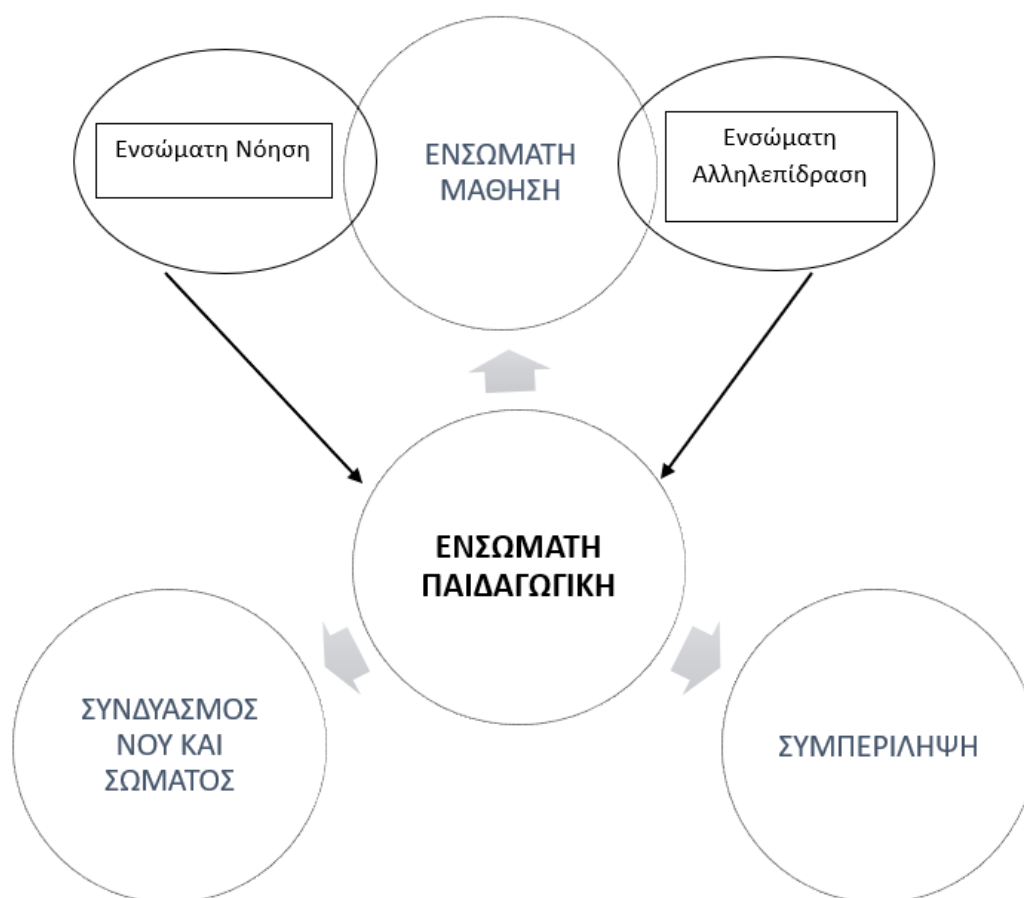 Ενσώματη Νόηση
ΕΝΣΩΜΑΤΗ
ΜΑΘΗΣΗ
Ενσώματη
Αλληλεπίδραση
ΕΝΣΩΜΑΤΗ
ΠΑΙΔΑΓΩΓΙΚΗ
ΣΥΝΔΥΑΣΜΟΣ
ΝΟΥ ΚΑΙ
ΣΩΜΑΤΟΣ
ΣΥΜΠΕΡΙΛΗΨΗ